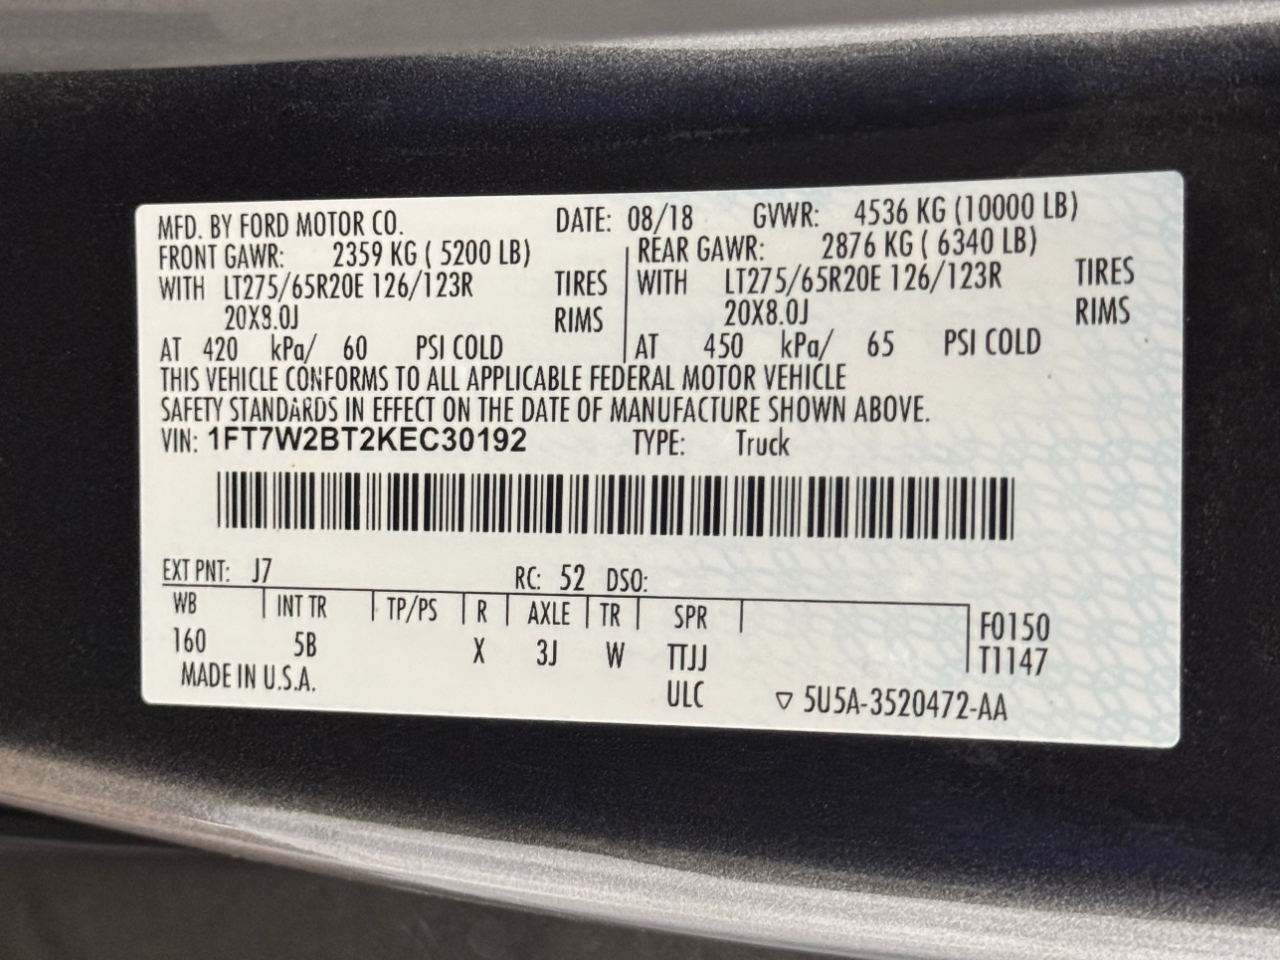 MFD. BY FORD MOTOR CO. DATE: 08/18 GVWR: 4536 KG (10000 LB)
FRONT GAWR: 2359 KG ( 5200 LB) REAR GAWR: 2876 KG ( 6340 LB)
WITH LT275/65R20E 126/123R TIRES WITH LT275/65R20E 126/123R TIRES
20X8.0J RIMS 20X8.0J RIMS
AT 420 kPa/ 60 PSI COLD AT 450 kPa/ 65 PSI COLD
THIS VEHICLE CONFORMS TO ALL APPLICABLE FEDERAL MOTOR VEHICLE
SAFETY STANDARDS IN EFFECT ON THE DATE OF MANUFACTURE SHOWN ABOVE.
VIN: 1FT7W2BT2KEC30192 TYPE: Truck
EXT PNT: J7 RC: 52 DSO:
WB INT TR TP/PS R AXLE TR SPR F0150
160 5B X 3J W TTJJ T1147
MADE IN U.S.A. ULC ▽ 5U5A-3520472-AA